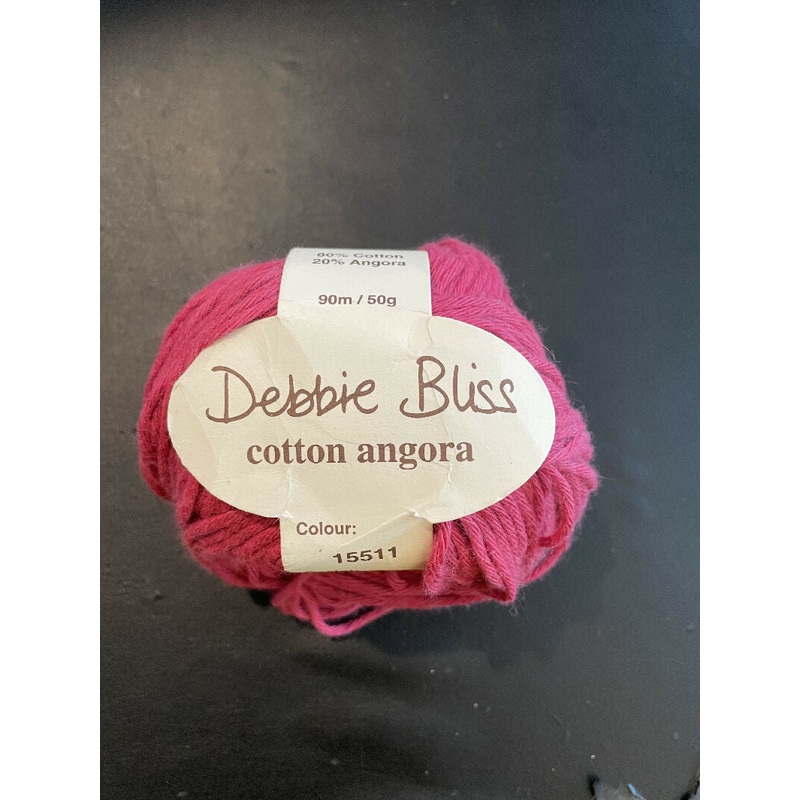 80% Cotton
20% Angora
90m / 50g
Debbie Bliss
cotton angora
Colour:
15511